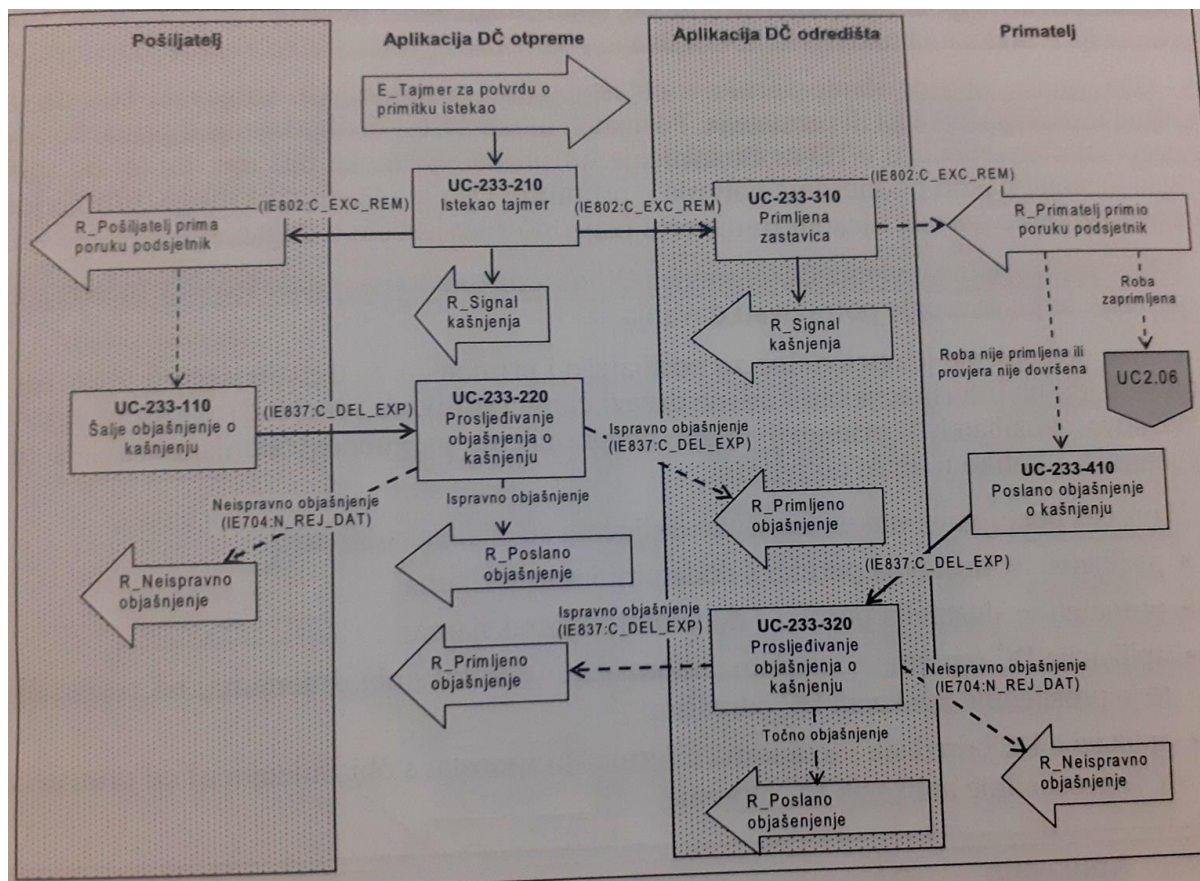 Pošiljatelj
Aplikacija DČ otpreme
Aplikacija DČ odredišta
Primatelj
E_Tajmer za potvrdu o
primitku istekao
UC-233-210
Istekao tajmer
(IE802:C_EXC_REM)
(IE802:C_EXC_REM)
UC-233-310
Primljena
zastavica
(IE802:C_EXC_REM)
R_Pošiljatelj prima
poruku podsjetnik
R_Primatelj primio
poruku podsjetnik
R_Signal
kašnjenja
R_Signal
kašnjenja
Roba
zaprimljena
Roba nije primljena ili
provjera nije dovršena
UC2.06
UC-233-110
Šalje objašnjenje o
kašnjenju
(IE837:C_DEL_EXP)
UC-233-220
Prosljeđivanje
objašnjenja o
kašnjenju
Ispravno objašnjenje
(IE837:C_DEL_EXP)
UC-233-410
Poslano objašnjenje
o kašnjenju
Neispravno objašnjenje
(IE704:N_REJ_DAT)
Ispravno objašnjenje
R_Primljeno
objašnjenje
R_Neispravno
objašnjenje
R_Poslano
objašnjenje
(IE837:C_DEL_EXP)
Ispravno objašnjenje
(IE837:C_DEL_EXP)
UC-233-320
Prosljeđivanje
objašnjenja o
kašnjenju
R_Primljeno
objašnjenje
Neispravno objašnjenje
(IE704:N_REJ_DAT)
Točno objašnjenje
R_Neispravno
objašnjenje
R_Poslano
objašenjenje